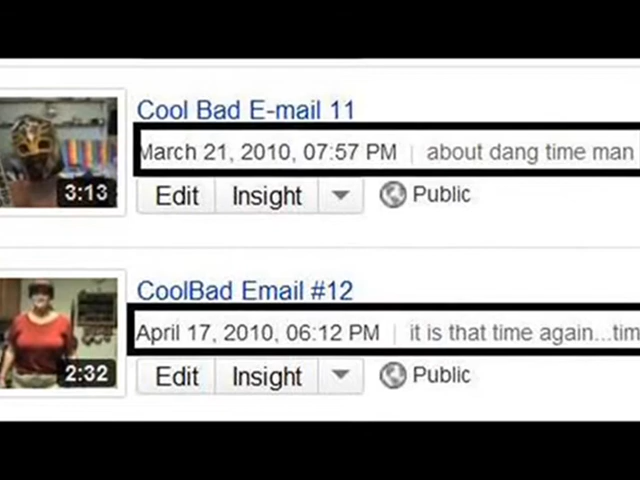 Cool Bad E-mail 11
March 21, 2010, 07:57 PM | about dang time man
3:13
Edit Insight Public
CoolBad Email #12
April 17, 2010, 06:12 PM | it is that time again...tim
2:32
Edit Insight Public